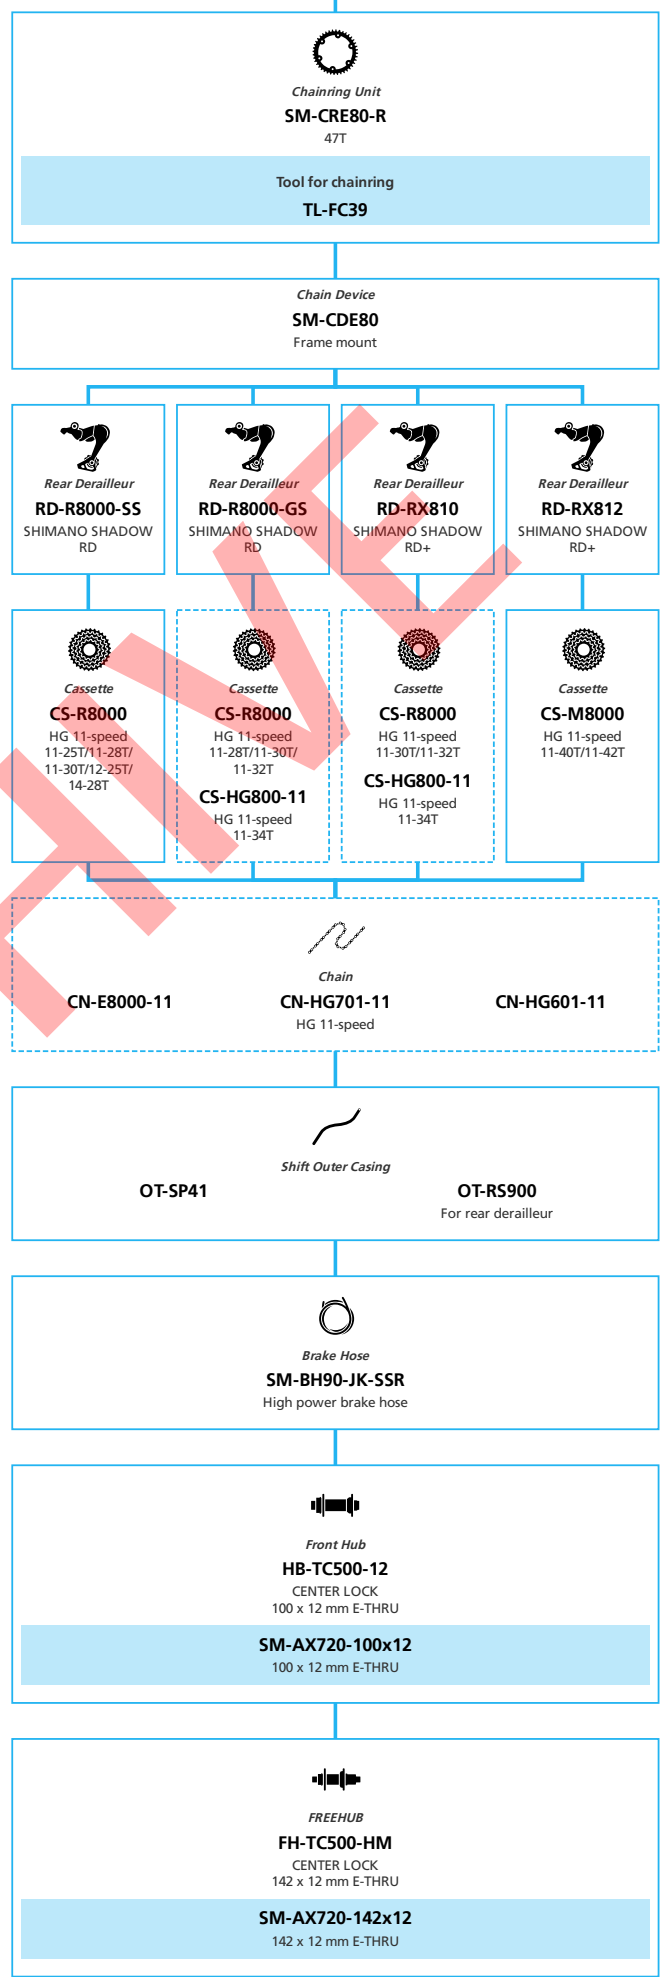 Chainring Unit
SM-CRE80-R
47T
Tool for chainring
TL-FC39
Chain Device
SM-CDE80
Frame mount
Rear Derailleur
RD-R8000-SS
SHIMANO SHADOW
RD
Rear Derailleur
RD-R8000-GS
SHIMANO SHADOW
RD
Rear Derailleur
RD-RX810
SHIMANO SHADOW
RD+
Rear Derailleur
RD-RX812
SHIMANO SHADOW
RD+
Cassette
CS-R8000
HG 11-speed
11-25T/11-28T/
11-30T/12-25T/
14-28T
Cassette
CS-R8000
HG 11-speed
11-28T/11-30T/
11-32T
CS-HG800-11
HG 11-speed
11-34T
Cassette
CS-R8000
HG 11-speed
11-30T/11-32T
CS-HG800-11
HG 11-speed
11-34T
Cassette
CS-M8000
HG 11-speed
11-40T/11-42T
Chain
CN-E8000-11
CN-HG701-11
HG 11-speed
CN-HG601-11
Shift Outer Casing
OT-SP41
OT-RS900
For rear derailleur
Brake Hose
SM-BH90-JK-SSR
High power brake hose
Front Hub
HB-TC500-12
CENTER LOCK
100 x 12 mm E-THRU
SM-AX720-100x12
100 x 12 mm E-THRU
FREEHUB
FH-TC500-HM
CENTER LOCK
142 x 12 mm E-THRU
SM-AX720-142x12
142 x 12 mm E-THRU
HIVE